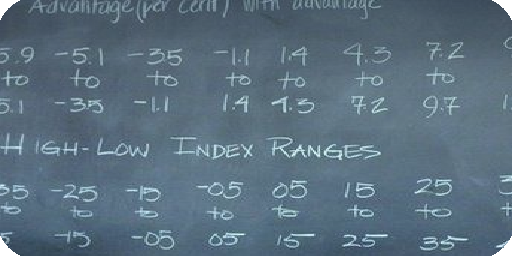 Advantage (per cent) with advantage
5.9 -5.1 -35 -1.1 1.4 4.3 7.2
to to to to to to to
5.1 -35 -1.1 1.4 4.3 7.2 9.7
HIGH-LOW INDEX RANGES
35 -25 -15 -05 05 15 25 3
to to to to to to to
5 -15 -05 05 15 25 35